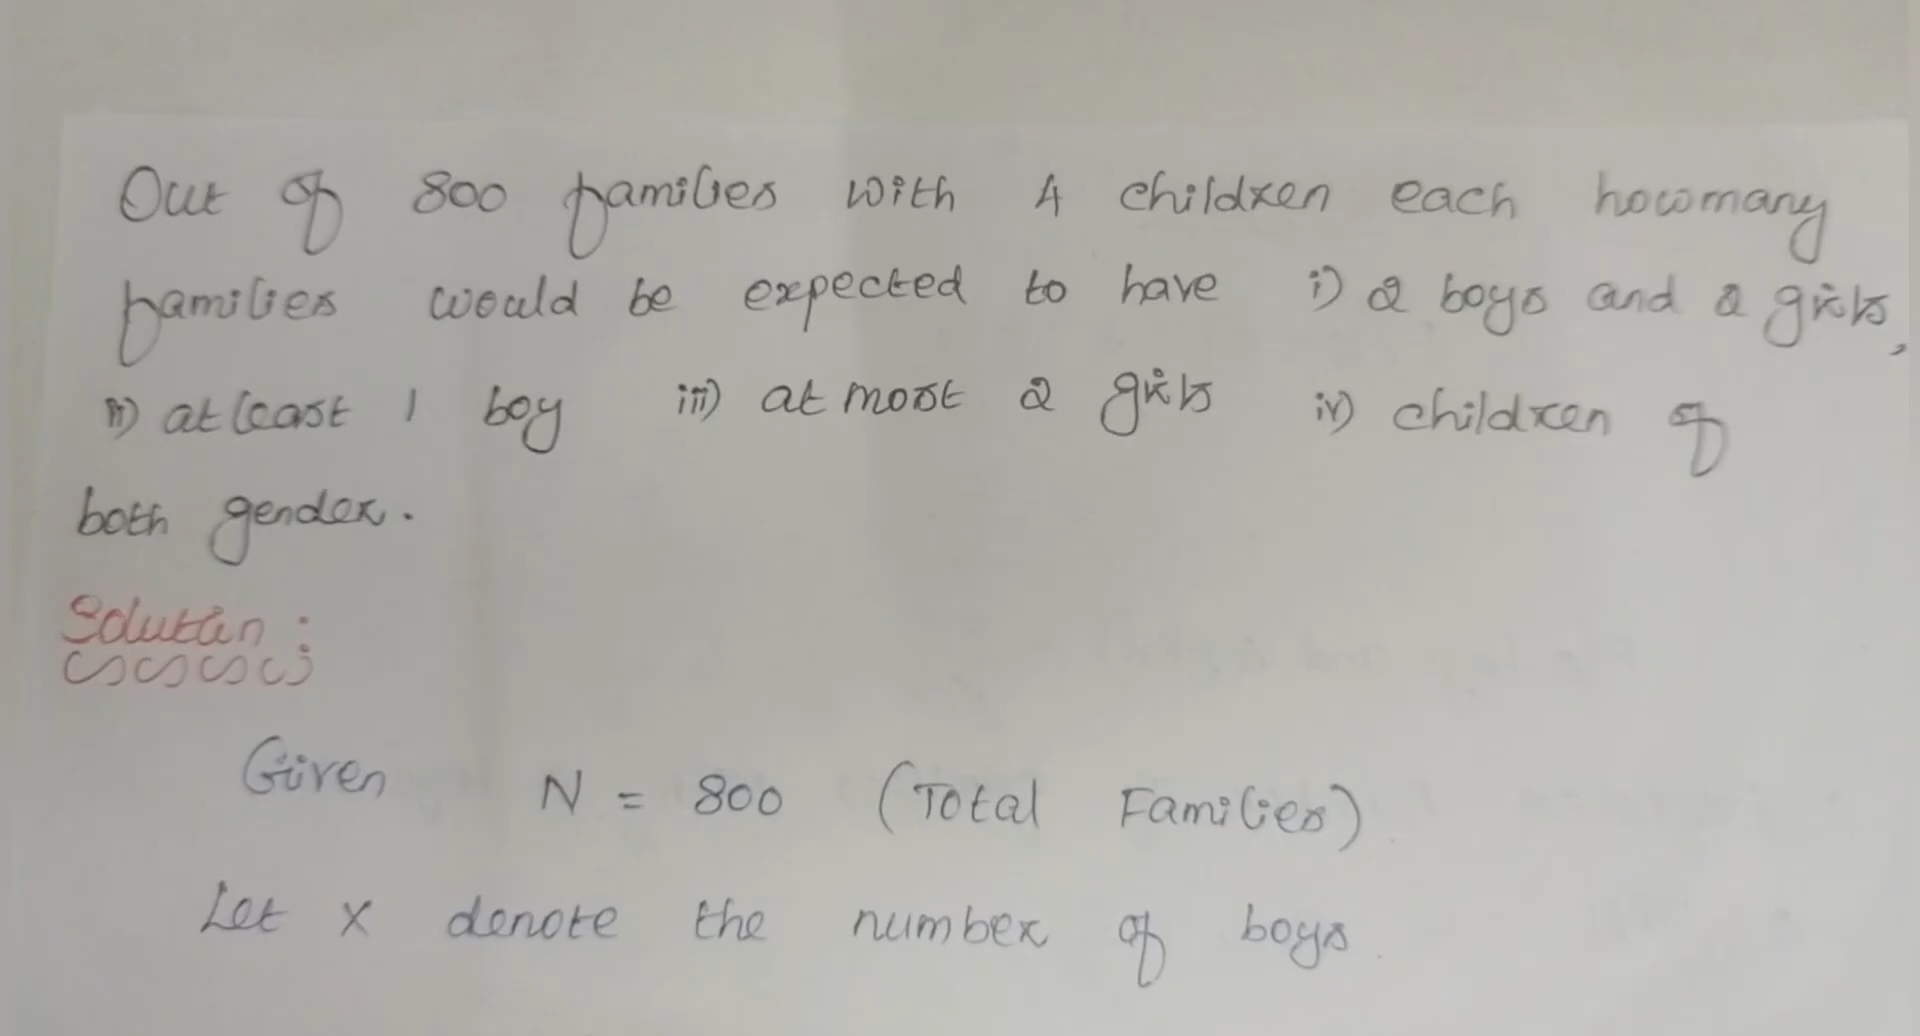 Out of 800 families with 4 children each howmany
families would be expected to have i) 2 boys and 2 girls,
ii) atleast 1 boy iii) at most 2 girls iv) children of
both gender.
Solution :
Given N = 800 (Total Families)
Let X denote the number of boys